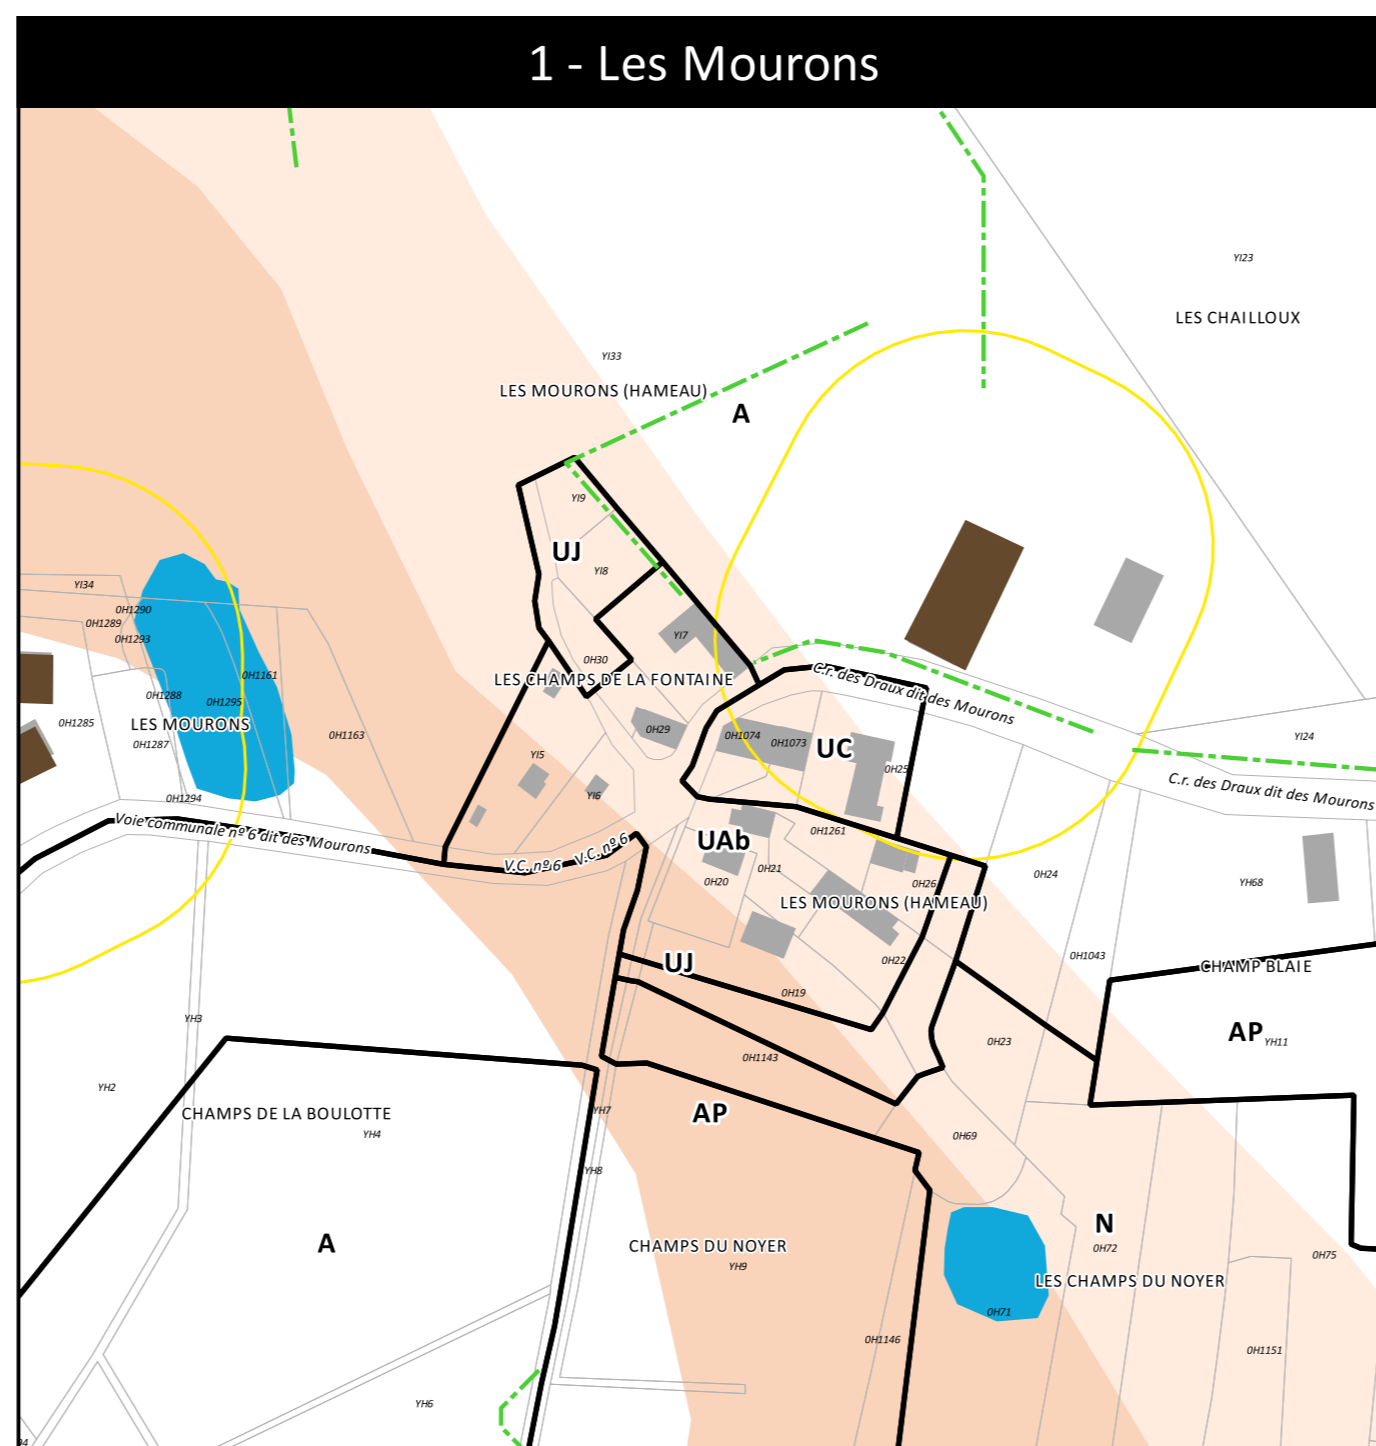 1 - Les Mourons
YI23
LES CHAILLOUX
YI33
LES MOURONS (HAMEAU)
A
YI9
UJ
YI8
YI34
0H1290
0H1289
0H1293
YI7
0H30
LES CHAMPS DE LA FONTAINE
0H1161
0H1288
0H1295
C.r. des Draux dit des Mourons
0H1285
LES MOURONS
0H1287
0H1163
0H29
0H1074
0H1073
UC
0H25
YI24
YI5
YI6
C.r. des Draux dit des Mourons
0H1294
Voie communale nº 6 dit des Mourons
V.C. nº 6
V.C. nº 6
UAb
0H1261
0H21
0H20
0H26
0H24
YH68
LES MOURONS (HAMEAU)
UJ
0H22
0H1043
CHAMP BLAIE
0H19
YH3
AP
YH11
0H23
0H1143
YH2
CHAMPS DE LA BOULOTTE
YH4
YH7
AP
0H69
YH8
N
A
CHAMPS DU NOYER
0H72
0H75
YH9
LES CHAMPS DU NOYER
0H71
0H1146
0H1151
YH6